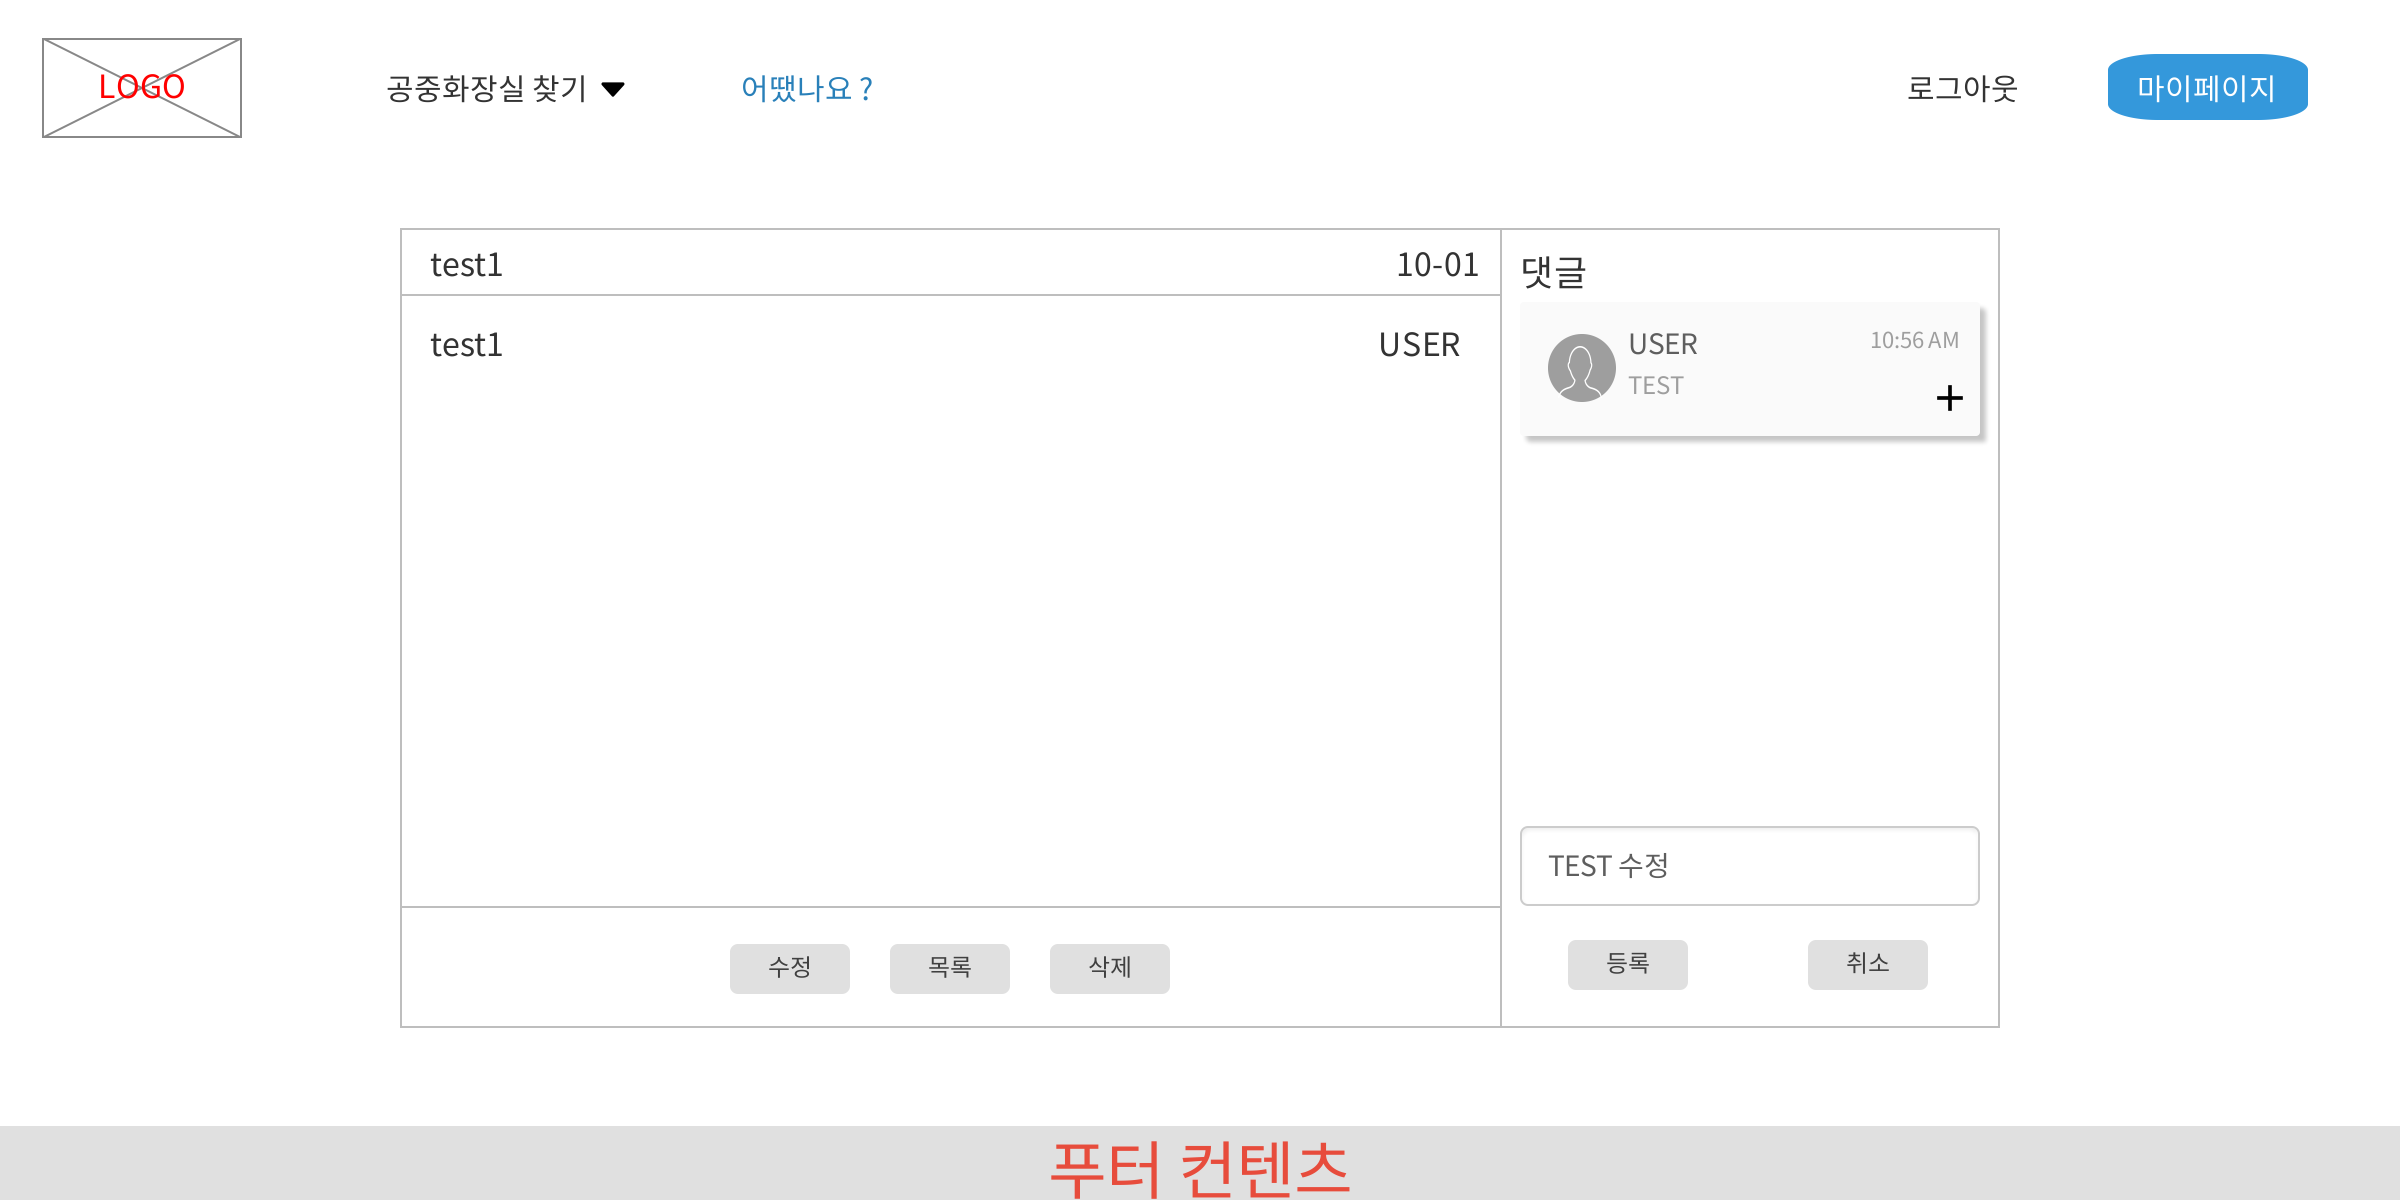 LOGO
공중화장실 찾기
어땠나요 ?
로그아웃
마이페이지
test1
10-01
test1
USER
수정
목록
삭제
댓글
USER
10:56 AM
TEST
TEST 수정
등록
취소
푸터 컨텐츠